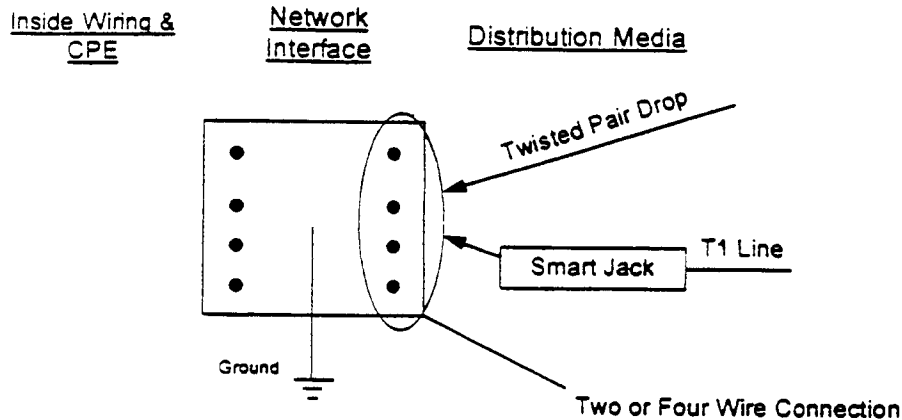 Inside Wiring &
CPE
Network
Interface
Distribution Media
Twisted Pair Drop
Smart Jack
T1 Line
Ground
Two or Four Wire Connection